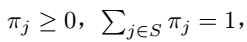 π_j ≥ 0, ∑_{j∈S} π_j = 1,